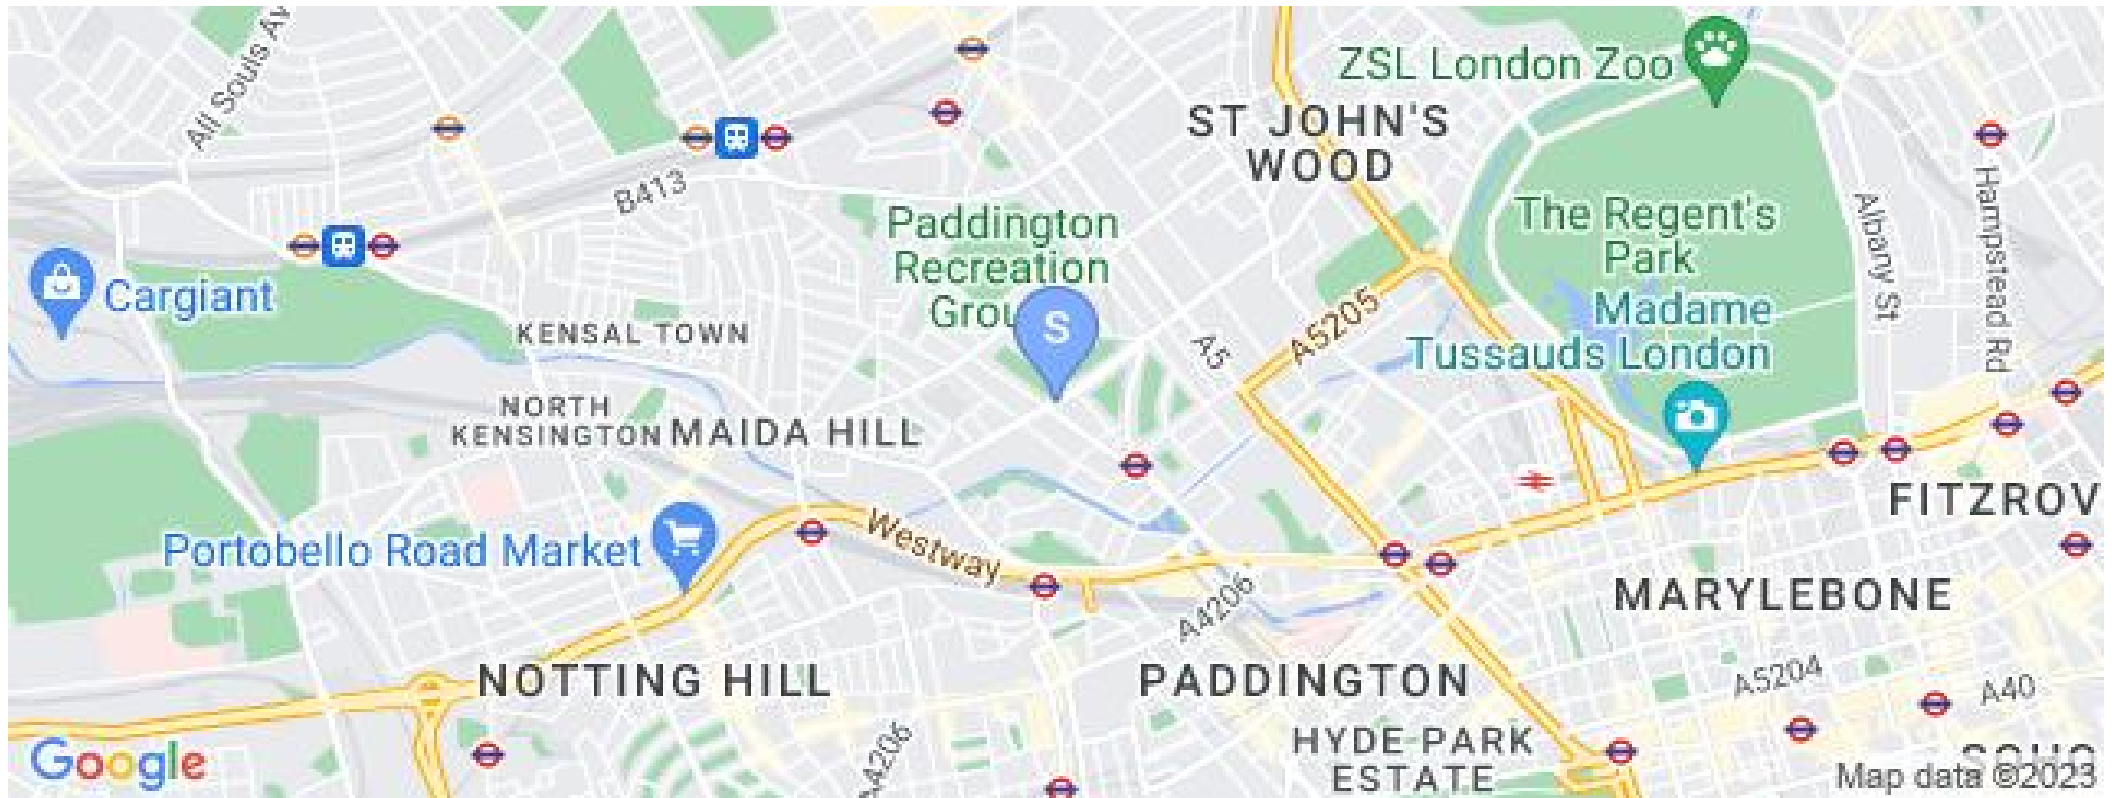 All Souls Av
ZSL London Zoo
ST JOHN'S
WOOD
B413
Paddington
Recreation
Grou
S
The Regent's
Park
Albany St
Hampstead Rd
Cargiant
KENSAL TOWN
A5
A5205
Madame
Tussauds London
NORTH
KENSINGTON
MAIDA HILL
Portobello Road Market
Westway
FITZROV
A4206
MARYLEBONE
NOTTING HILL
PADDINGTON
A5204
A40
A4206
HYDE PARK
ESTATE
SOHO
Google
Map data ©2023